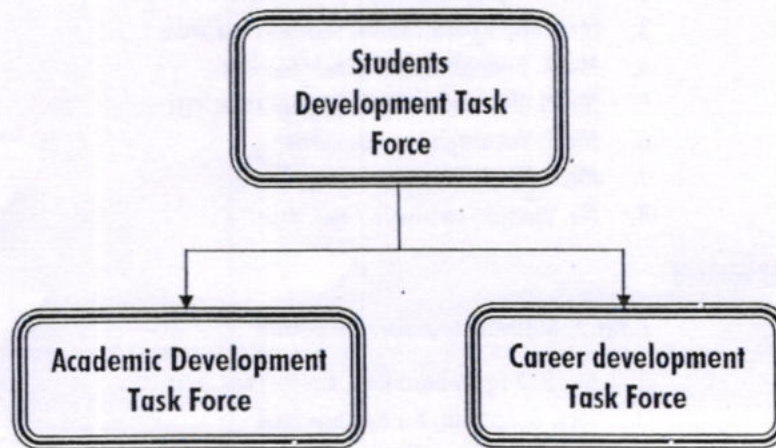 Students
Development Task
Force
Academic Development
Task Force
Career development
Task Force